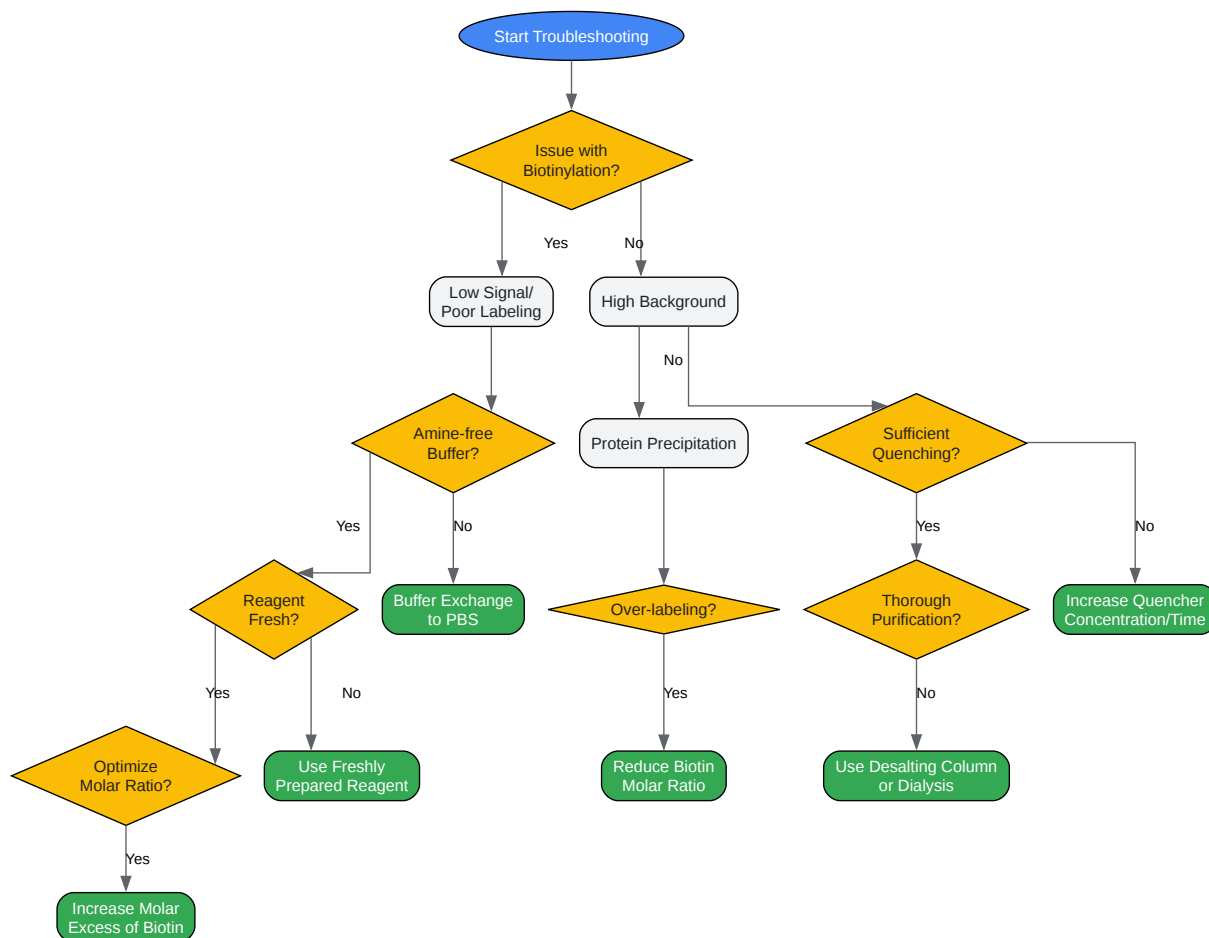 Start Troubleshooting
Issue with
Biotinylation?
Yes
No
Low Signal/
Poor Labeling
High Background
No
Amine-free
Buffer?
Protein Precipitation
Sufficient
Quenching?
Yes
No
Yes
No
Reagent
Fresh?
Buffer Exchange
to PBS
Over-labeling?
Thorough
Purification?
Increase Quencher
Concentration/Time
Yes
No
Yes
No
Optimize
Molar Ratio?
Use Freshly
Prepared Reagent
Reduce Biotin
Molar Ratio
Use Desalting Column
or Dialysis
Yes
Increase Molar
Excess of Biotin